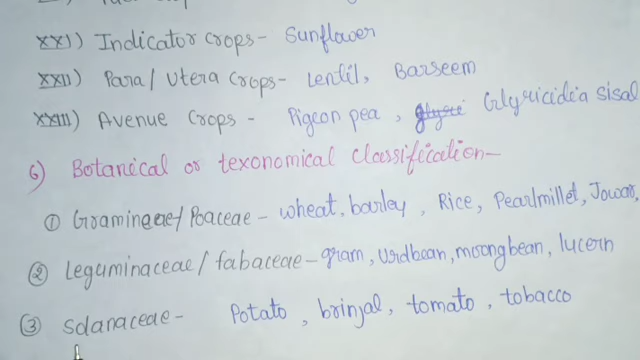 XXI) Indicator crops - Sunflower
XXII) Para/Utera crops - Lentil, Barseem
XXIII) Avenue Crops - Pigeon pea, Glyricidia sisal
6) Botanical or texonomical classification -
① Gramineae/Poaceae - wheat, barley, Rice, Pearlmillet, Jowar,
② Leguminaceae/fabaceae - gram, urdbean, moongbean, lucern
③ Solanaceae - Potato, brinjal, tomato, tobacco